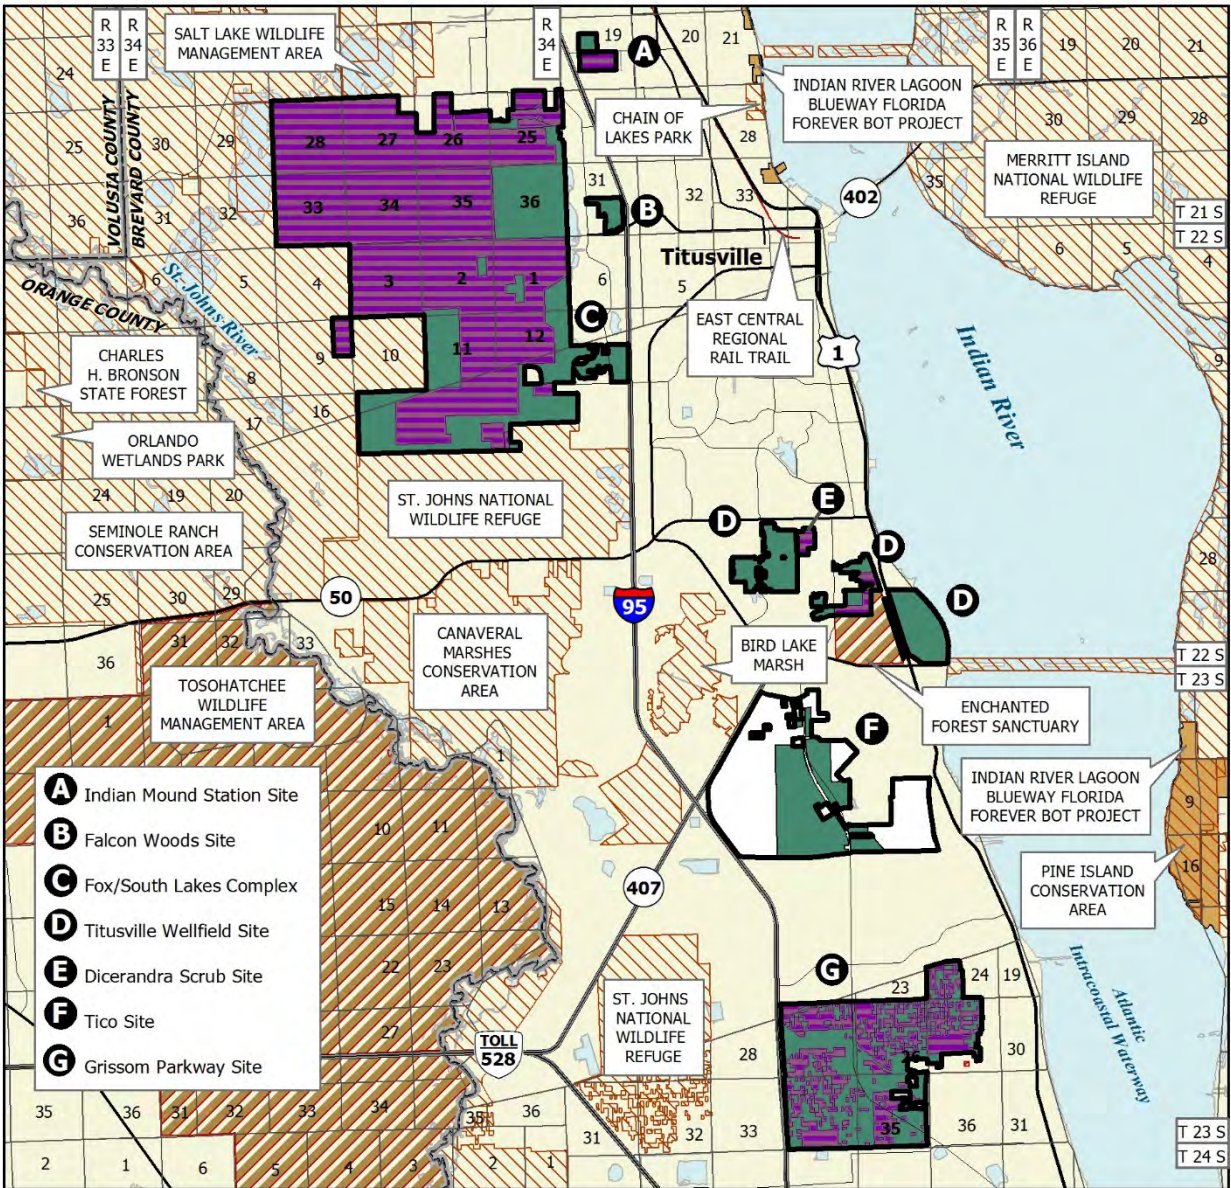 R
33
E
R
34
E
SALT LAKE WILDLIFE
MANAGEMENT AREA
R
34
E
19
A
20
21
R
35
E
R
36
E
19
20
21
24
INDIAN RIVER LAGOON
BLUEWAY FLORIDA
FOREVER BOT PROJECT
CHAIN OF
LAKES PARK
28
30
29
28
25
30
29
28
27
26
25
MERRITT ISLAND
NATIONAL WILDLIFE
REFUGE
35
36
31
32
33
34
35
36
31
32
33
B
402
T 21 S
T 22 S
VOLUSIA COUNTY
BREVARD COUNTY
Titusville
6
5
4
6
5
4
3
2
1
6
5
ORANGE COUNTY
St. Johns River
EAST CENTRAL
REGIONAL
RAIL TRAIL
C
1
Indian River
CHARLES
H. BRONSON
STATE FOREST
9
10
11
12
9
8
16
17
ORLANDO
WETLANDS PARK
24
19
20
ST. JOHNS NATIONAL
WILDLIFE REFUGE
SEMINOLE RANCH
CONSERVATION AREA
29
D
E
D
D
28
25
30
50
95
31
32
33
36
CANAVERAL
MARSHES
CONSERVATION
AREA
BIRD LAKE
MARSH
T 22 S
T 23 S
TOSOHATCHEE
WILDLIFE
MANAGEMENT AREA
1
ENCHANTED
FOREST SANCTUARY
F
1
INDIAN RIVER LAGOON
BLUEWAY FLORIDA
FOREVER BOT PROJECT
9
PINE ISLAND
CONSERVATION
AREA
16
A Indian Mound Station Site
B Falcon Woods Site
C Fox/South Lakes Complex
D Titusville Wellfield Site
E Dicerandra Scrub Site
F Tico Site
G Grissom Parkway Site
10
11
15
14
13
22
23
27
407
G
23
24
19
ST. JOHNS
NATIONAL
WILDLIFE
REFUGE
Atlantic
Intracoastal Waterway
TOLL
528
28
30
35
36
31
32
33
34
35
36
31
32
33
35
36
31
T 23 S
T 24 S
2
1
6
5
4
3
2
1